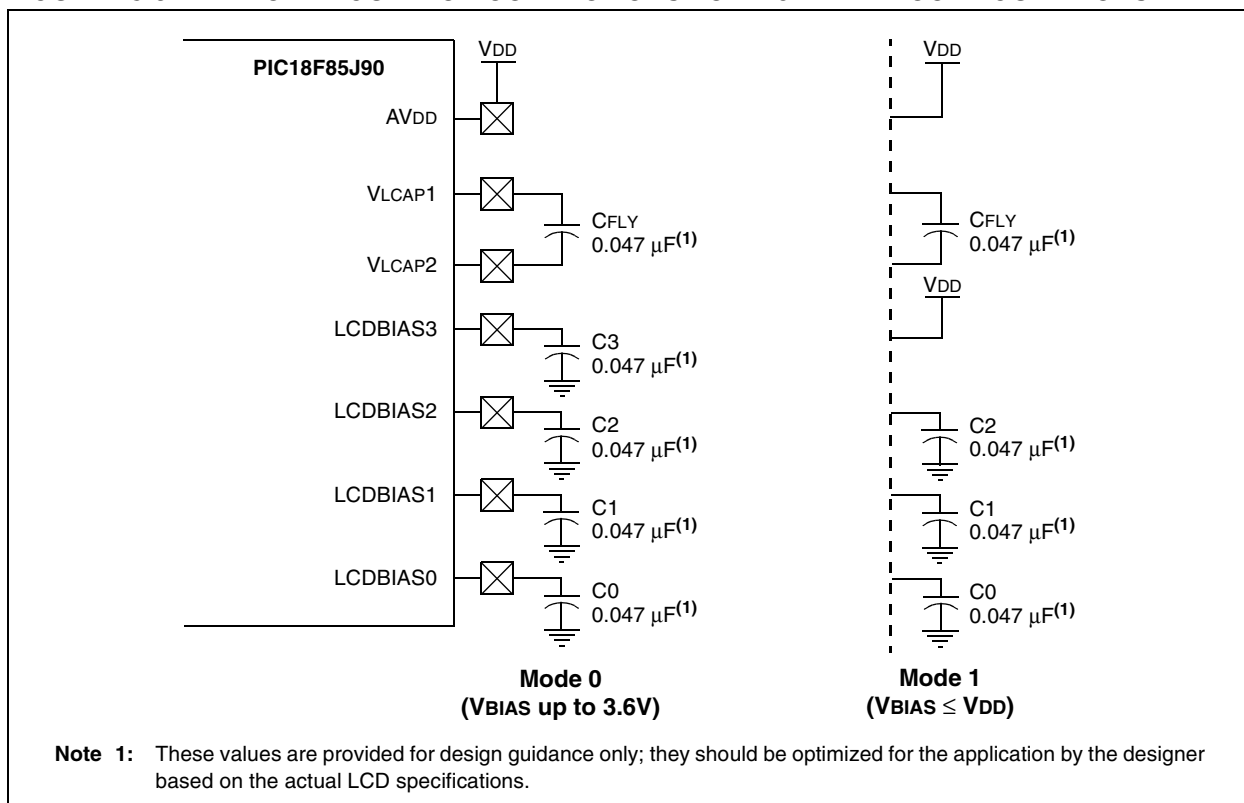 PIC18F85J90
VDD
AVDD
VLCAP1
CFLY
0.047 μF(1)
VLCAP2
LCDBIAS3
C3
0.047 μF(1)
LCDBIAS2
C2
0.047 μF(1)
LCDBIAS1
C1
0.047 μF(1)
LCDBIAS0
C0
0.047 μF(1)
Mode 0
(VBIAS up to 3.6V)
VDD
CFLY
0.047 μF(1)
VDD
C2
0.047 μF(1)
C1
0.047 μF(1)
C0
0.047 μF(1)
Mode 1
(VBIAS ≤ VDD)
Note 1: These values are provided for design guidance only; they should be optimized for the application by the designer
based on the actual LCD specifications.